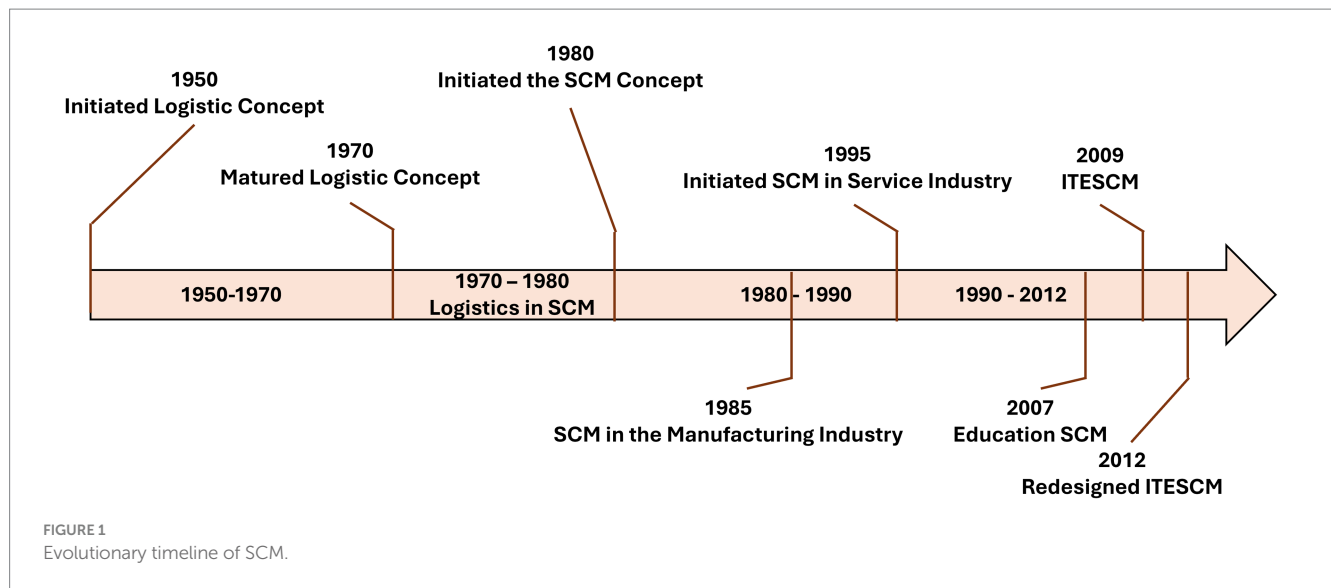 1980
Initiated the SCM Concept
1950
Initiated Logistic Concept
1970
Matured Logistic Concept
1995
Initiated SCM in Service Industry
2009
ITESCM
1950-1970
1970 – 1980
Logistics in SCM
1980 - 1990
1990 - 2012
1985
SCM in the Manufacturing Industry
2007
Education SCM
2012
Redesigned ITESCM
FIGURE 1
Evolutionary timeline of SCM.